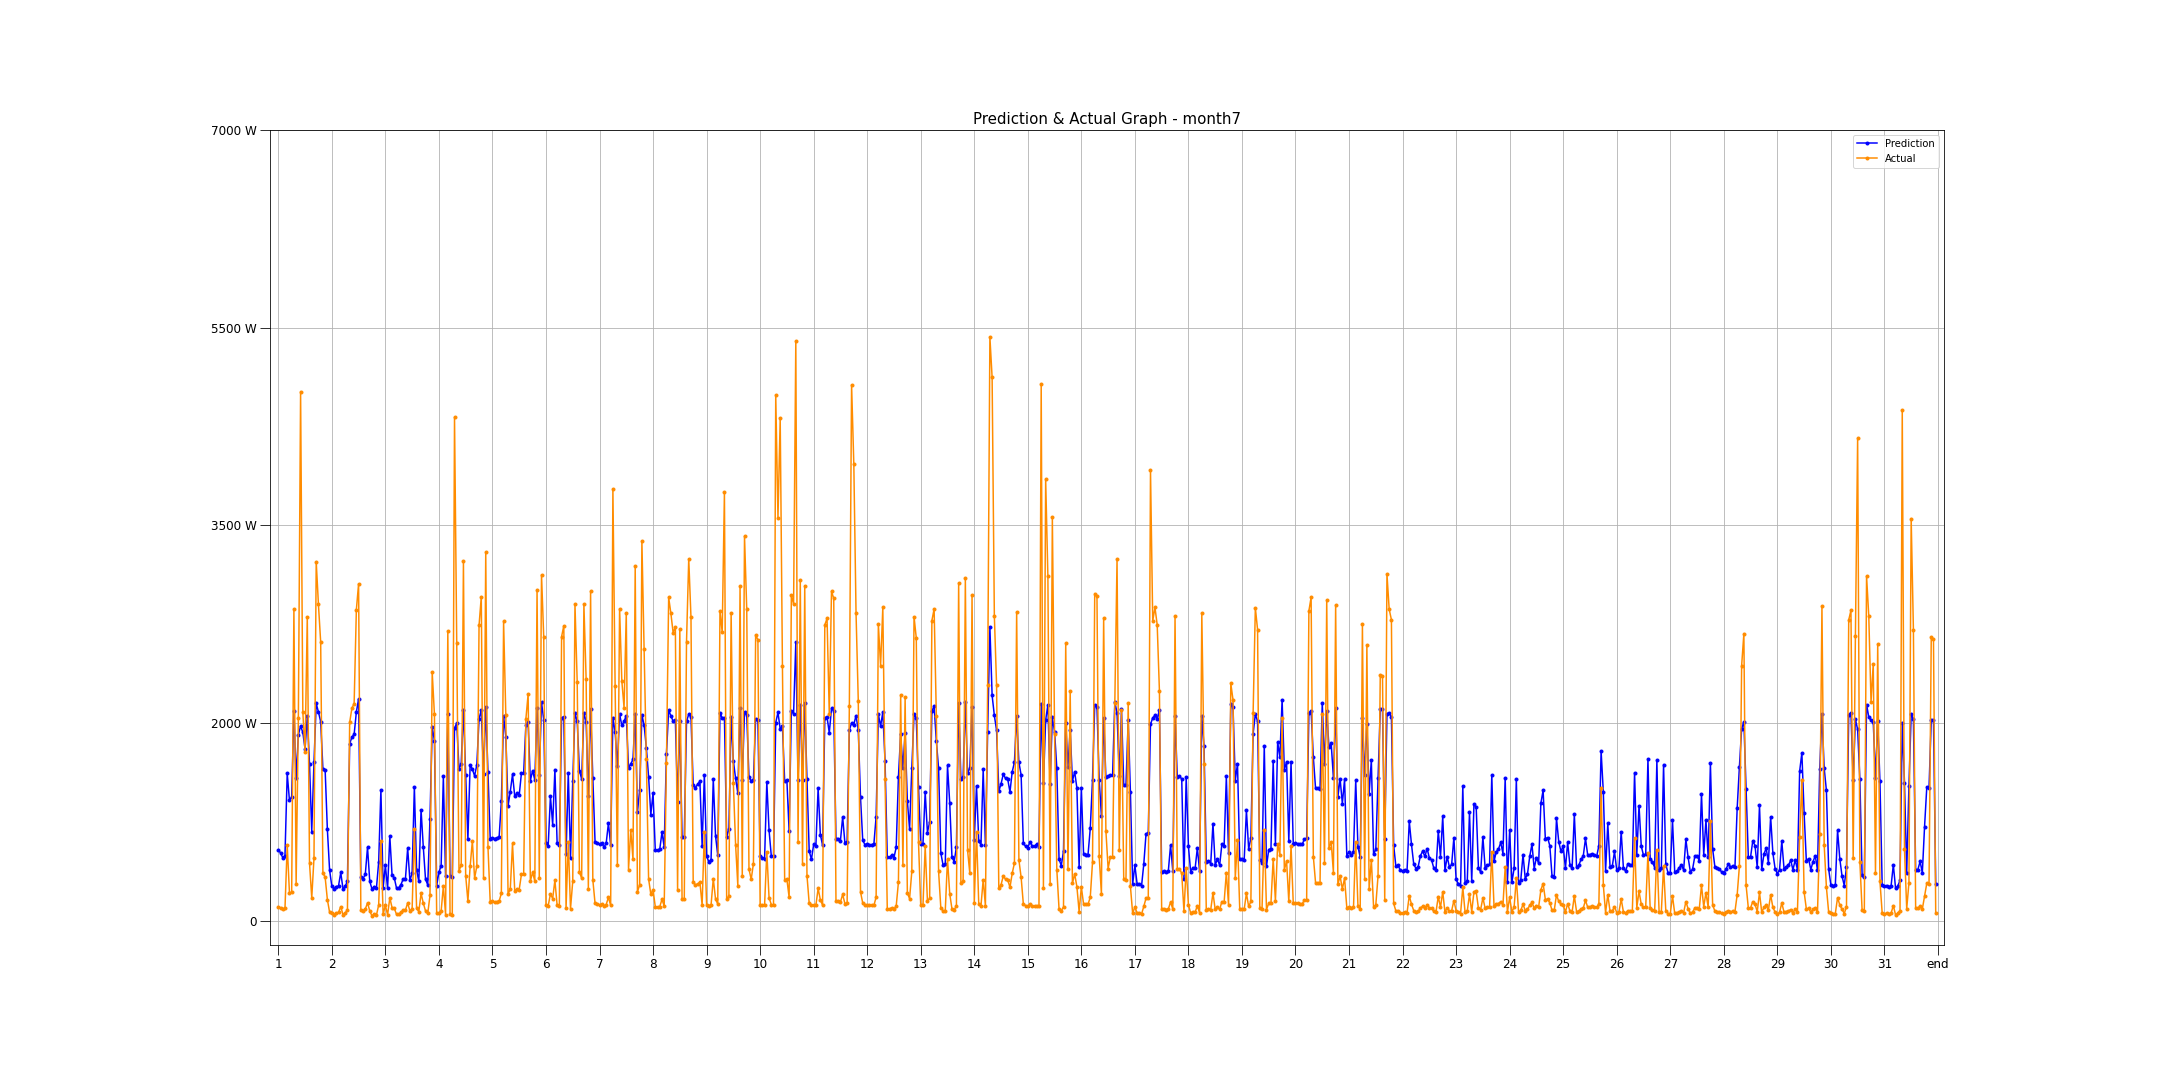 Prediction & Actual Graph - month7
7000 W
Prediction
Actual
5500 W
3500 W
2000 W
0
1 2 3 4 5 6 7 8 9 10 11 12 13 14 15 16 17 18 19 20 21 22 23 24 25 26 27 28 29 30 31 end